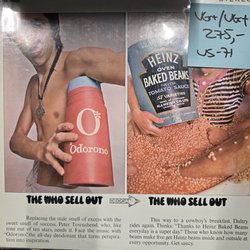 VG+/VG+
275,-
US-71
HEINZ
OVEN
BAKED BEANS
WITH
TOMATO SAUCE
57 VARIETIES
O
Odorono
THE WHO SELL OUT
DECCA
THE WHO SELL OUT
Replacing the stale smell of excess with the
sweet smell of success, Peter Townshend, who, like
nine out of ten stars, needs it. Face the music with
"Odorono," the all-day deodorant that turns perspira-
tion into inspiration.
This way to a cowboy's breakfast. Daltrey
rides again. Thinks: "Thanks to Heinz Baked Beans
everyday is a super day." Those who know how many
beans make five get Heinz beans inside and outside at
every opportunity. Get saucy.